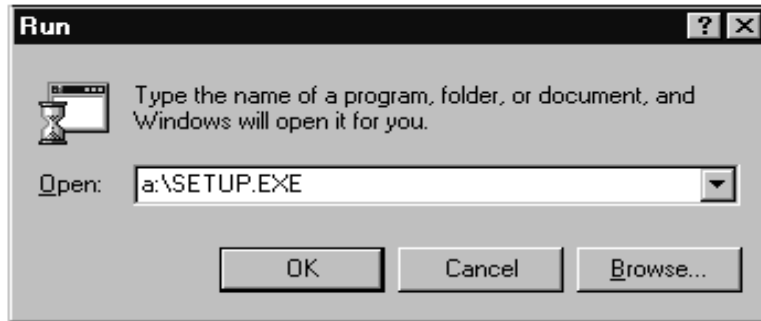 Run
Type the name of a program, folder, or document, and
Windows will open it for you.
Open: a:\SETUP.EXE
OK Cancel Browse...